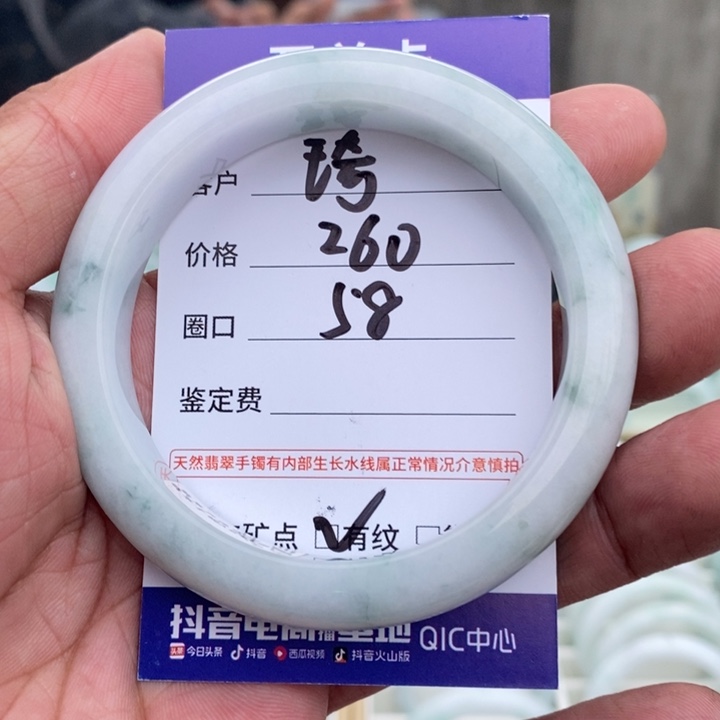 客户 琦
价格 260
圈口 58
鉴定费
天然翡翠手镯有内部生长水线属正常情况介意慎拍
矿点 有纹
抖音电商直播基地 QIC中心
今日头条 抖音 西瓜视频 抖音火山版